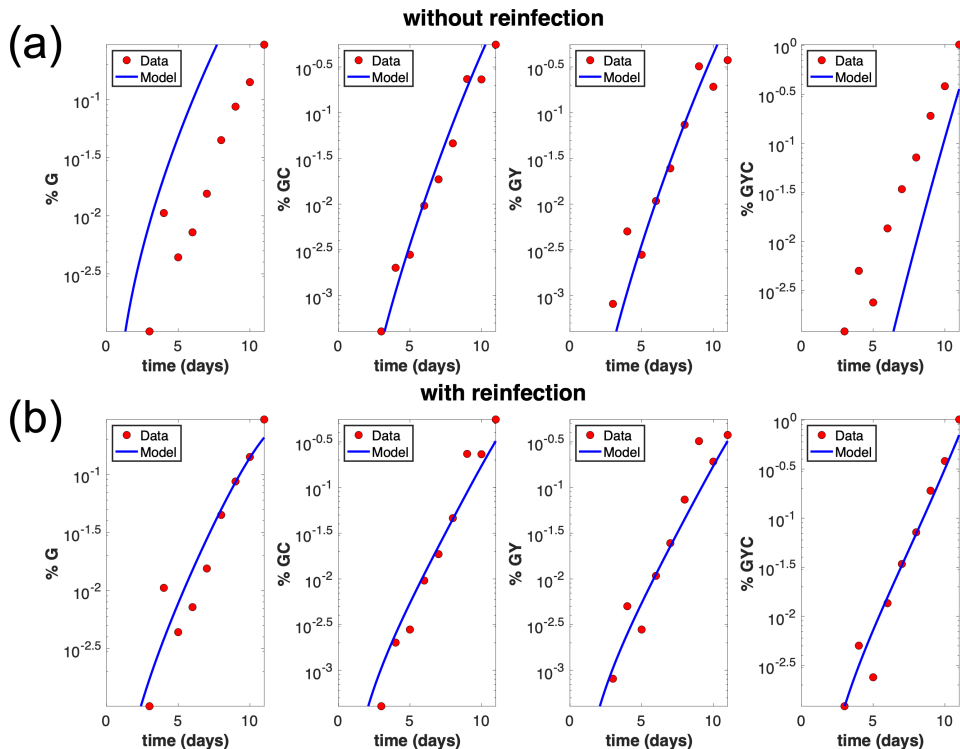 without reinfection
(a)
% G
Data
Model
10^-1
10^-1.5
10^-2
10^-2.5
0 5 10
time (days)
% GC
Data
Model
10^-0.5
10^-1
10^-1.5
10^-2
10^-2.5
10^-3
0 5 10
time (days)
% GY
Data
Model
10^-0.5
10^-1
10^-1.5
10^-2
10^-2.5
10^-3
0 5 10
time (days)
% GYC
Data
Model
10^0
10^-0.5
10^-1
10^-1.5
10^-2
10^-2.5
0 5 10
time (days)
with reinfection
(b)
% G
Data
Model
10^-1
10^-1.5
10^-2
10^-2.5
0 5 10
time (days)
% GC
Data
Model
10^-0.5
10^-1
10^-1.5
10^-2
10^-2.5
10^-3
0 5 10
time (days)
% GY
Data
Model
10^-0.5
10^-1
10^-1.5
10^-2
10^-2.5
10^-3
0 5 10
time (days)
% GYC
Data
Model
10^0
10^-0.5
10^-1
10^-1.5
10^-2
10^-2.5
0 5 10
time (days)